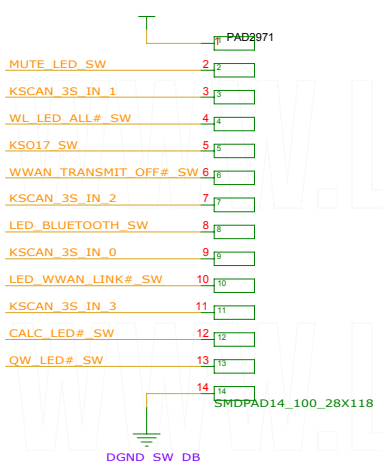 1 PAD2971
MUTE_LED_SW 2 2
KSCAN_3S_IN_1 3 3
WL_LED_ALL#_SW 4 4
KSO17_SW 5 5
WWAN_TRANSMIT_OFF#_SW 6 6
KSCAN_3S_IN_2 7 7
LED_BLUETOOTH_SW 8 8
KSCAN_3S_IN_0 9 9
LED_WWAN_LINK#_SW 10 10
KSCAN_3S_IN_3 11 11
CALC_LED#_SW 12 12
QW_LED#_SW 13 13
14 14
SMDPAD14_100_28X118
DGND_SW_DB